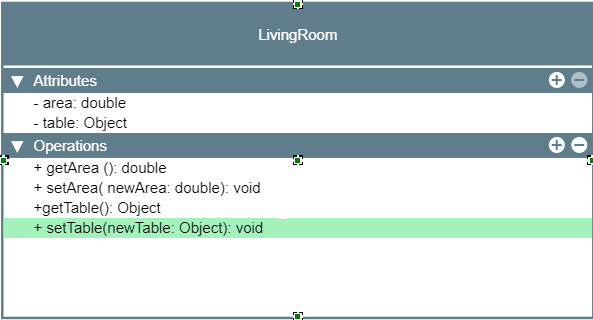 LivingRoom
Attributes
- area: double
- table: Object
Operations
+ getArea (): double
+ setArea( newArea: double): void
+getTable(): Object
+ setTable(newTable: Object): void